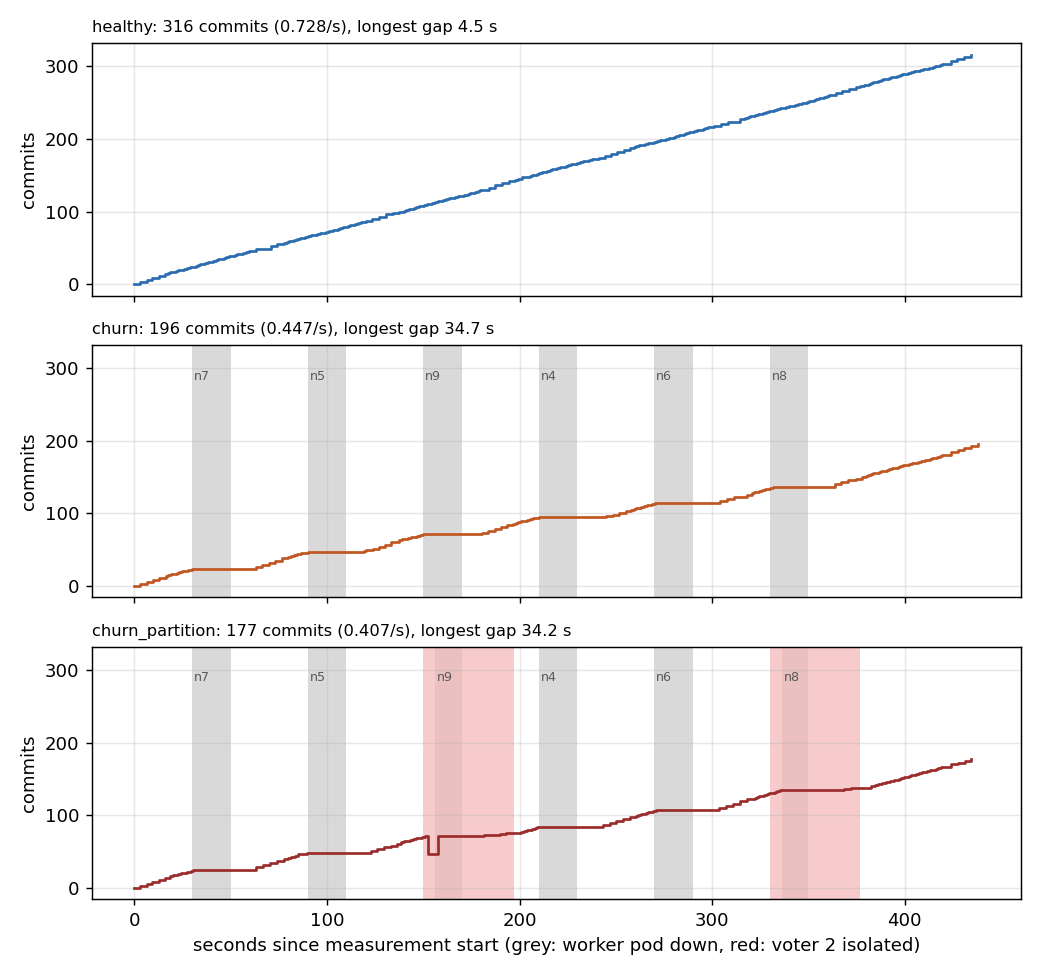 healthy: 316 commits (0.728/s), longest gap 4.5 s
300
200
100
0
commits
churn: 196 commits (0.447/s), longest gap 34.7 s
300
200
100
0
commits
n7 n5 n9 n4 n6 n8
churn_partition: 177 commits (0.407/s), longest gap 34.2 s
300
200
100
0
commits
n7 n5 n9 n4 n6 n8
0 100 200 300 400
seconds since measurement start (grey: worker pod down, red: voter 2 isolated)